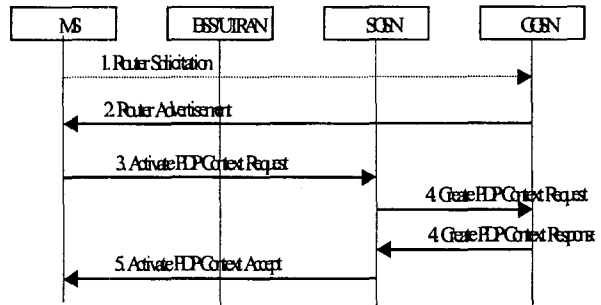 MS
BSS/UTRAN
SGSN
GGSN
1. Router Solicitation
2. Router Advertisement
3. Activate PDP Context Request
4. Create PDP Context Request
4. Create PDP Context Response
5. Activate PDP Context Accept